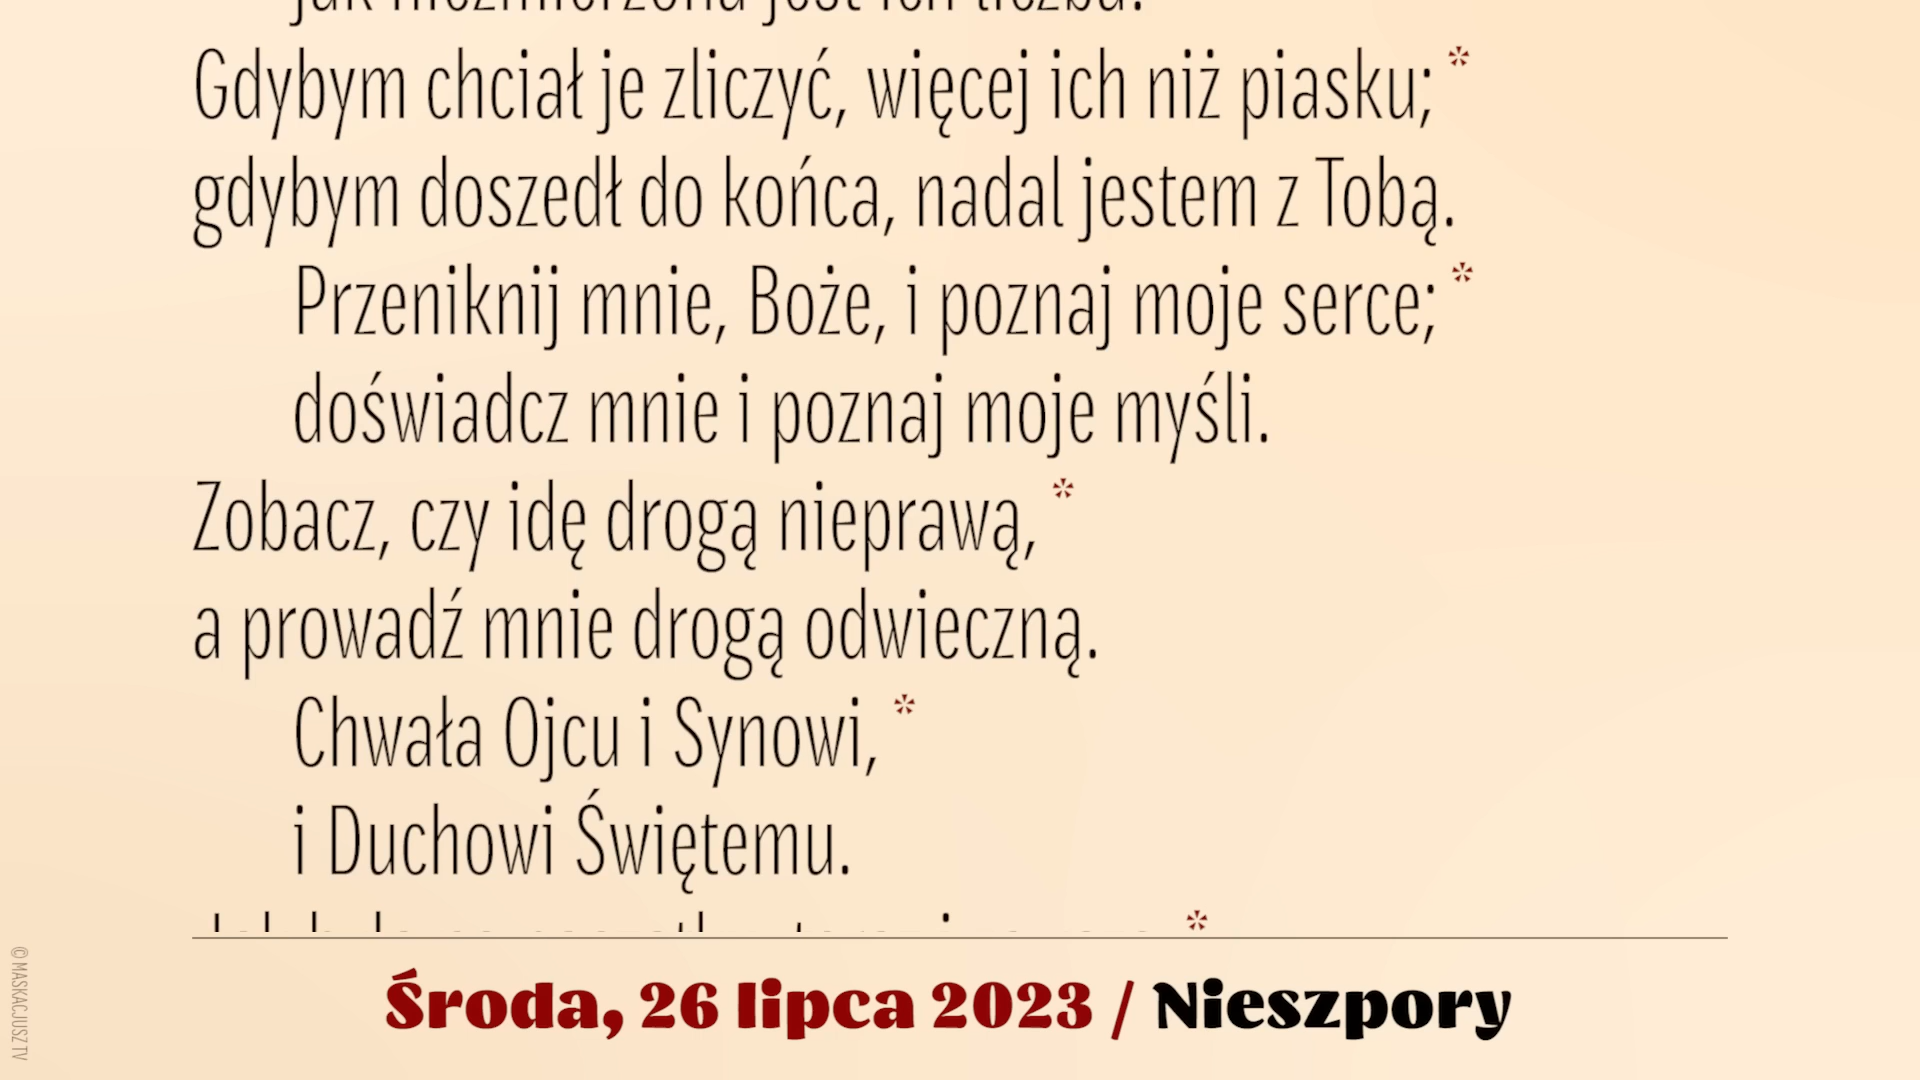 Gdybym chciał je zliczyć, więcej ich niż piasku; *
gdybym doszedł do końca, nadal jestem z Tobą.
Przeniknij mnie, Boże, i poznaj moje serce; *
doświadcz mnie i poznaj moje myśli.
Zobacz, czy idę drogą nieprawą, *
a prowadź mnie drogą odwieczną.
Chwała Ojcu i Synowi, *
i Duchowi Świętemu.
Środa, 26 lipca 2023 / Nieszpory
© MASKACJUSZ TV